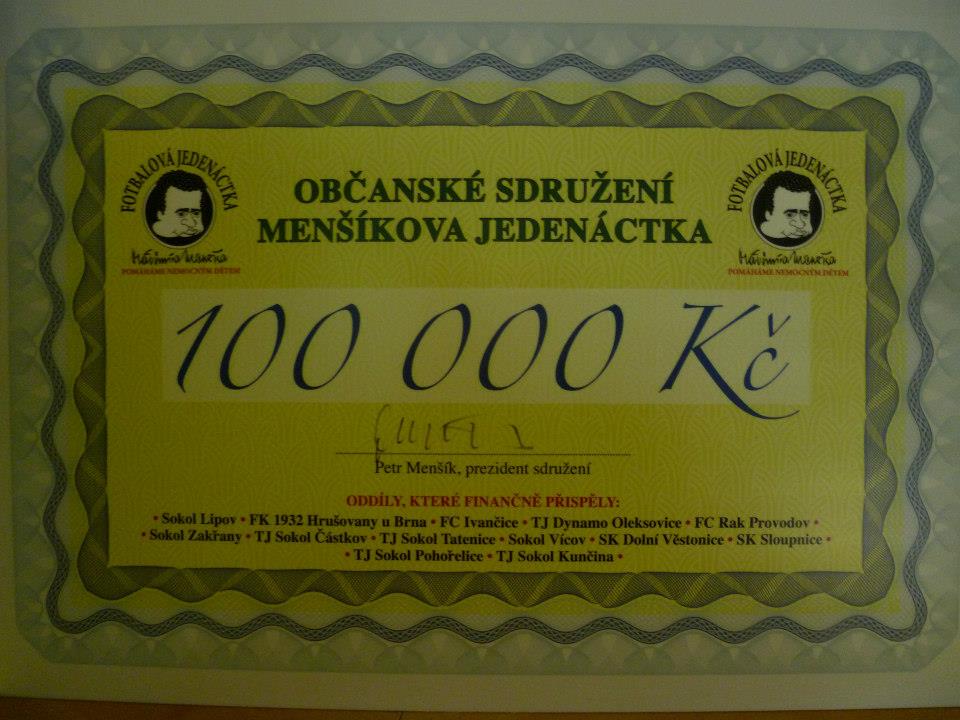 FOTBALOVÁ JEDENÁCTKA
POMÁHÁME NEMOCNÝM DĚTEM
OBČANSKÉ SDRUŽENÍ
MENŠÍKOVA JEDENÁCTKA
FOTBALOVÁ JEDENÁCTKA
POMÁHÁME NEMOCNÝM DĚTEM
100 000 Kč
Petr Menšík, prezident sdružení
ODDÍLY, KTERÉ FINANČNĚ PŘISPĚLY:
• Sokol Lipov • FK 1932 Hrušovany u Brna • FC Ivančice • TJ Dynamo Oleksovice • FC Rak Provodov •
• Sokol Zakřany • TJ Sokol Částkov • TJ Sokol Tatenice • Sokol Vícov • SK Dolní Věstonice • SK Sloupnice •
• TJ Sokol Pohořelice • TJ Sokol Kunčina •